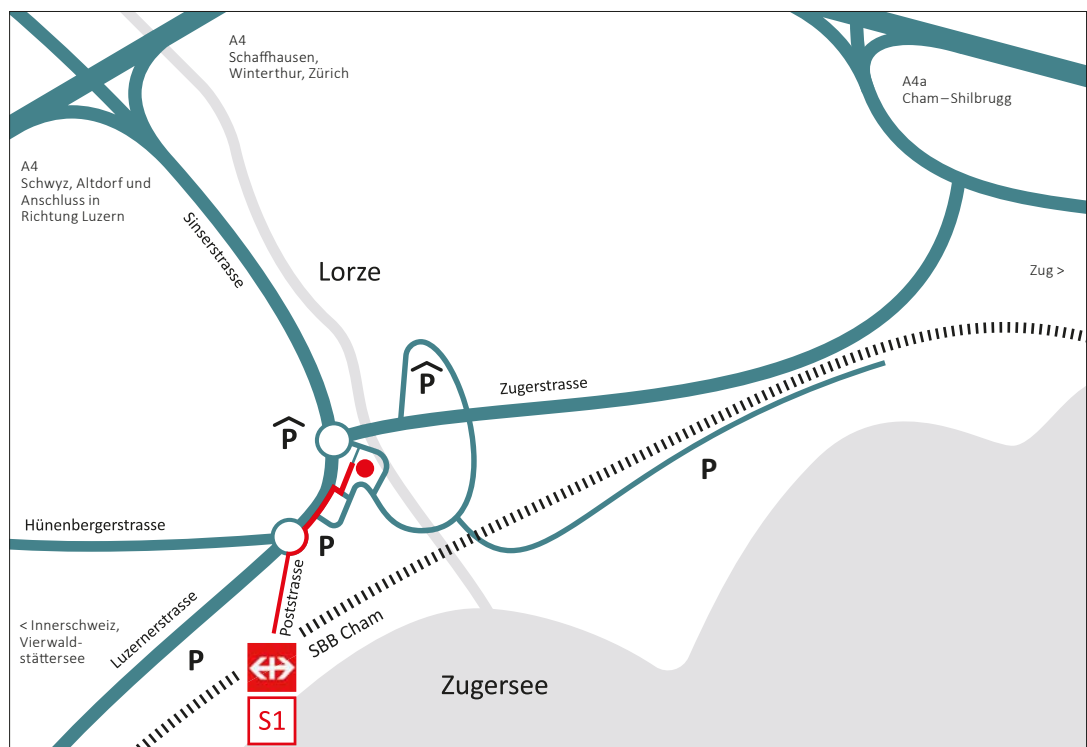 A4
Schaffhausen,
Winterthur, Zürich
A4a
Cham–Shilbrugg
A4
Schwyz, Altdorf und
Anschluss in
Richtung Luzern
Sinserstrasse
Lorze
Zug >
P
Zugerstrasse
P
P
Hünenbergerstrasse
P
Poststrasse
Luzernerstrasse
< Innerschweiz,
Vierwald-
stättersee
P
SBB Cham
Zugersee
S1